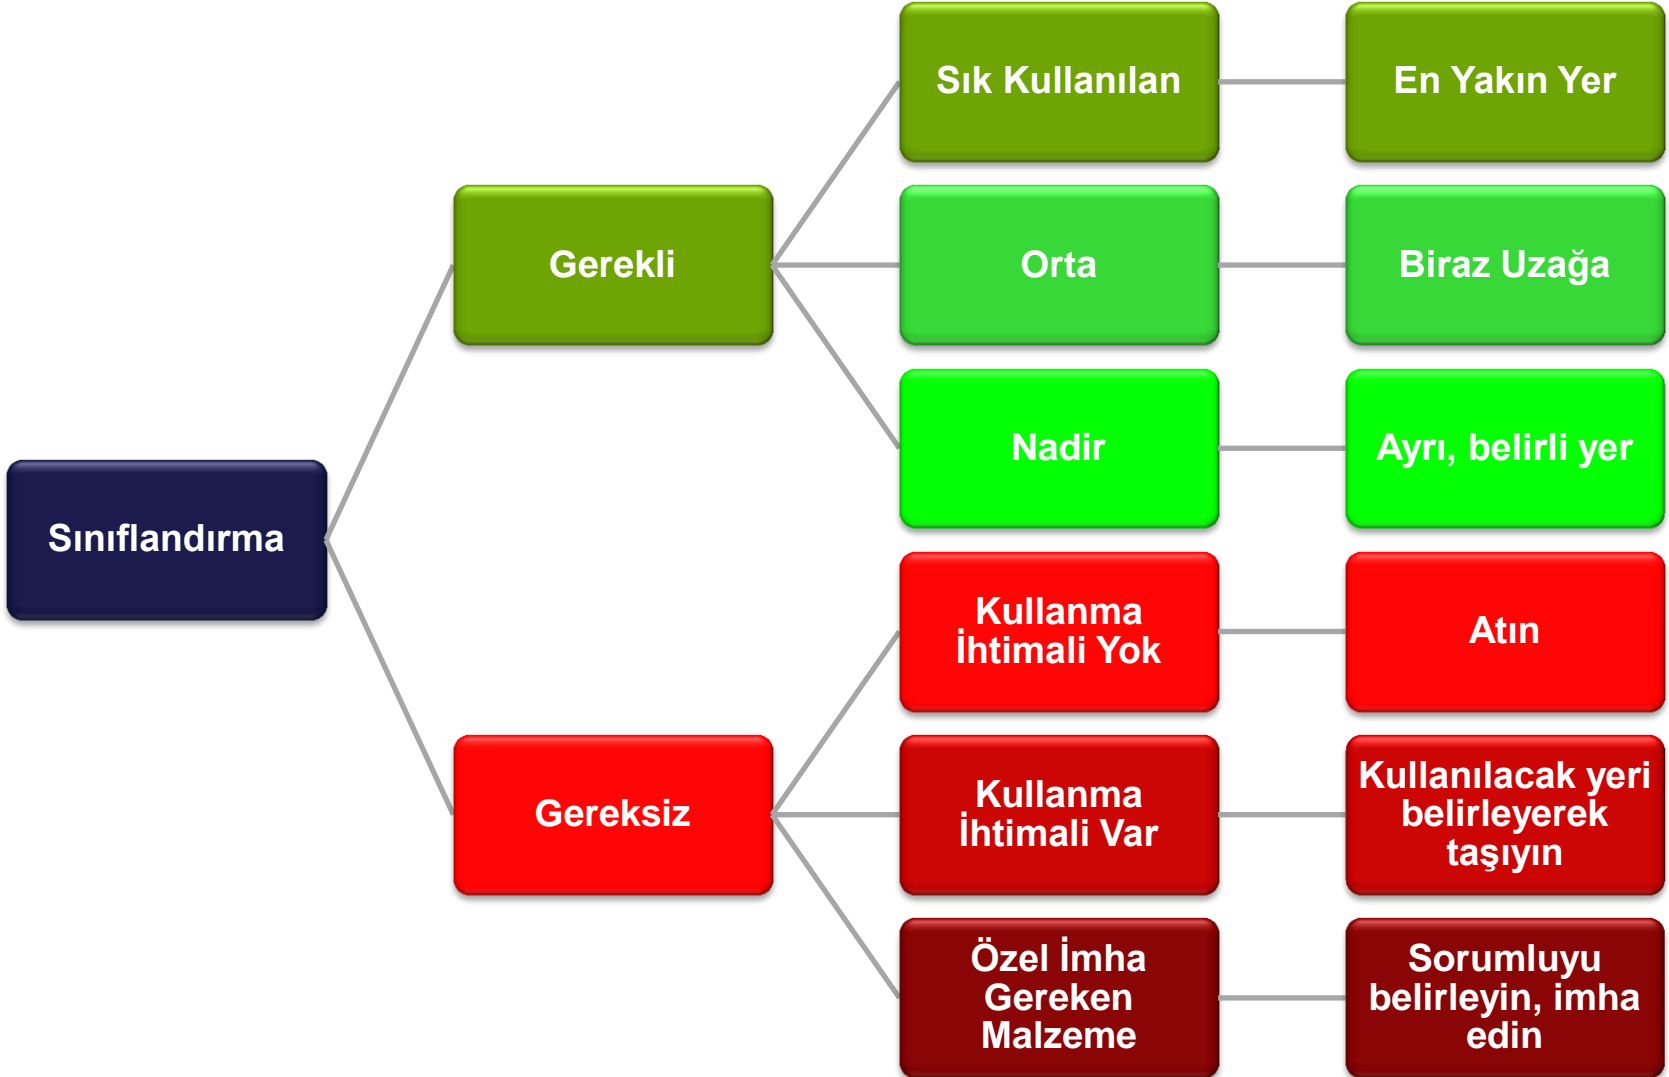 Sınıflandırma
Gerekli
Sık Kullanılan
En Yakın Yer
Orta
Biraz Uzağa
Nadir
Ayrı, belirli yer
Gereksiz
Kullanma
İhtimali Yok
Atın
Kullanma
İhtimali Var
Kullanılacak yeri
belirleyerek
taşıyın
Özel İmha
Gereken
Malzeme
Sorumluyu
belirleyin, imha
edin